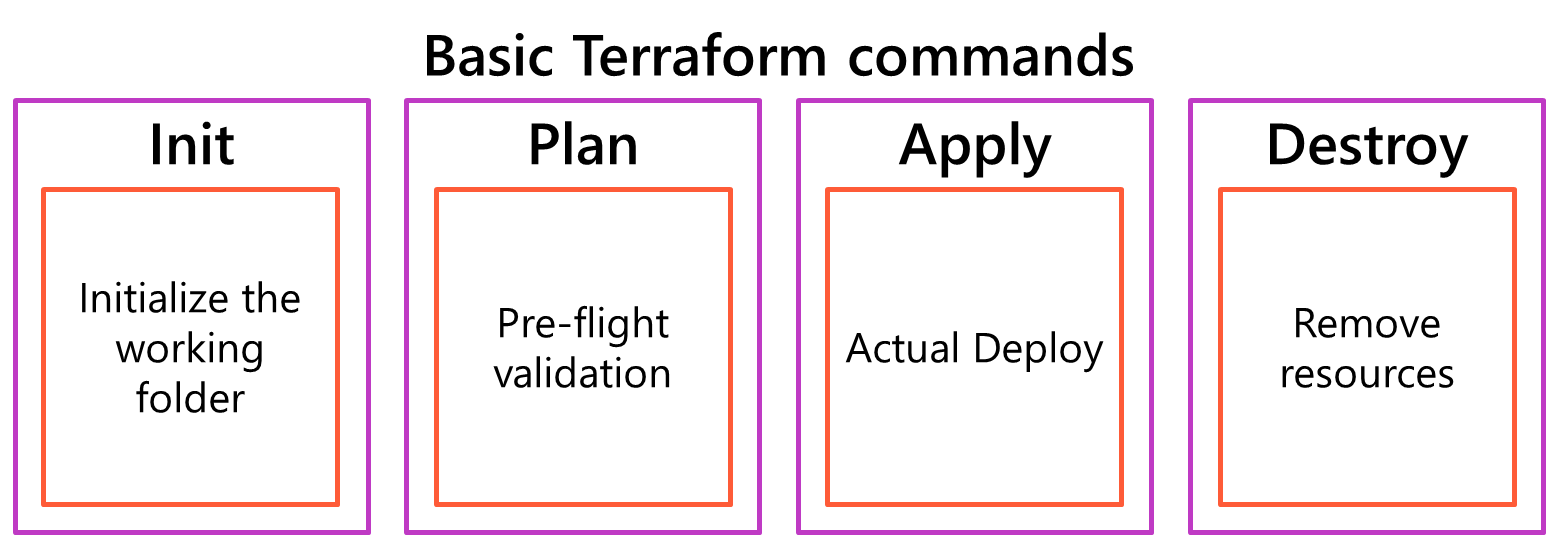 Basic Terraform commands
Init
Initialize the
working
folder
Plan
Pre-flight
validation
Apply
Actual Deploy
Destroy
Remove
resources